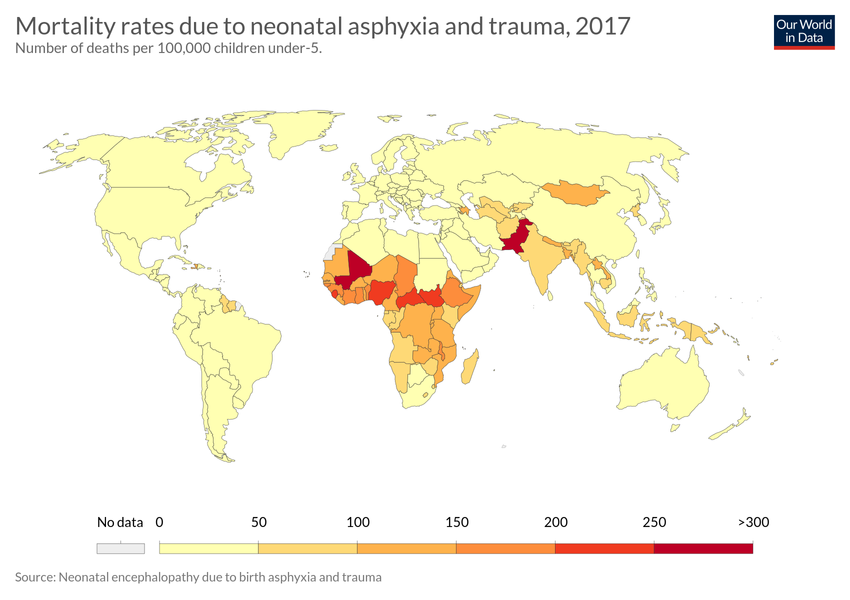 Mortality rates due to neonatal asphyxia and trauma, 2017
Number of deaths per 100,000 children under-5.
Our World
in Data
No data 0 50 100 150 200 250 >300
Source: Neonatal encephalopathy due to birth asphyxia and trauma